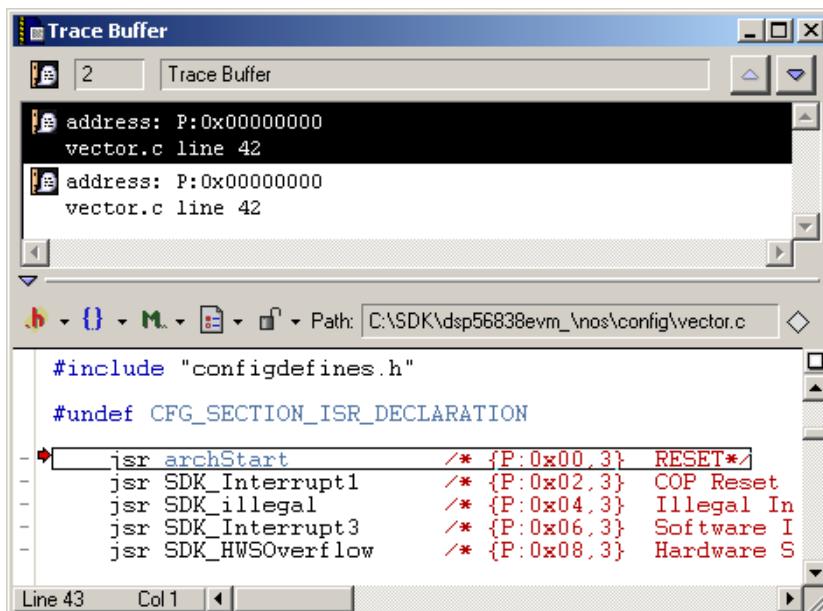 Trace Buffer
2 Trace Buffer
address: P:0x00000000
vector.c line 42
address: P:0x00000000
vector.c line 42
.h {} M. Path: C:\SDK\dsp56838evm_\nos\config\vector.c
#include "configdefines.h"
#undef CFG_SECTION_ISR_DECLARATION
jsr archStart /* {P:0x00,3} RESET*/
jsr SDK_Interrupt1 /* {P:0x02,3} COP Reset
jsr SDK_illegal /* {P:0x04,3} Illegal In
jsr SDK_Interrupt3 /* {P:0x06,3} Software I
jsr SDK_HWSOverflow /* {P:0x08,3} Hardware S
Line 43 Col 1